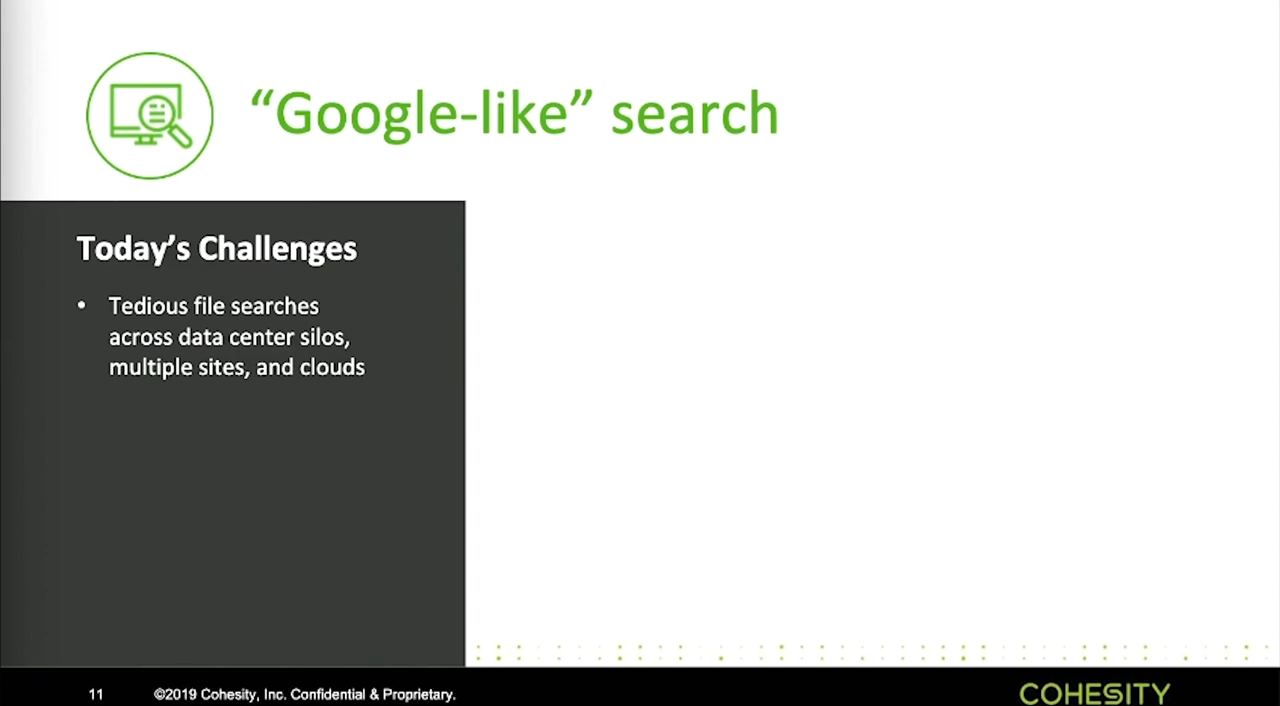 “Google-like” search
Today’s Challenges
• Tedious file searches
across data center silos,
multiple sites, and clouds
11
©2019 Cohesity, Inc. Confidential & Proprietary.
COHESITY